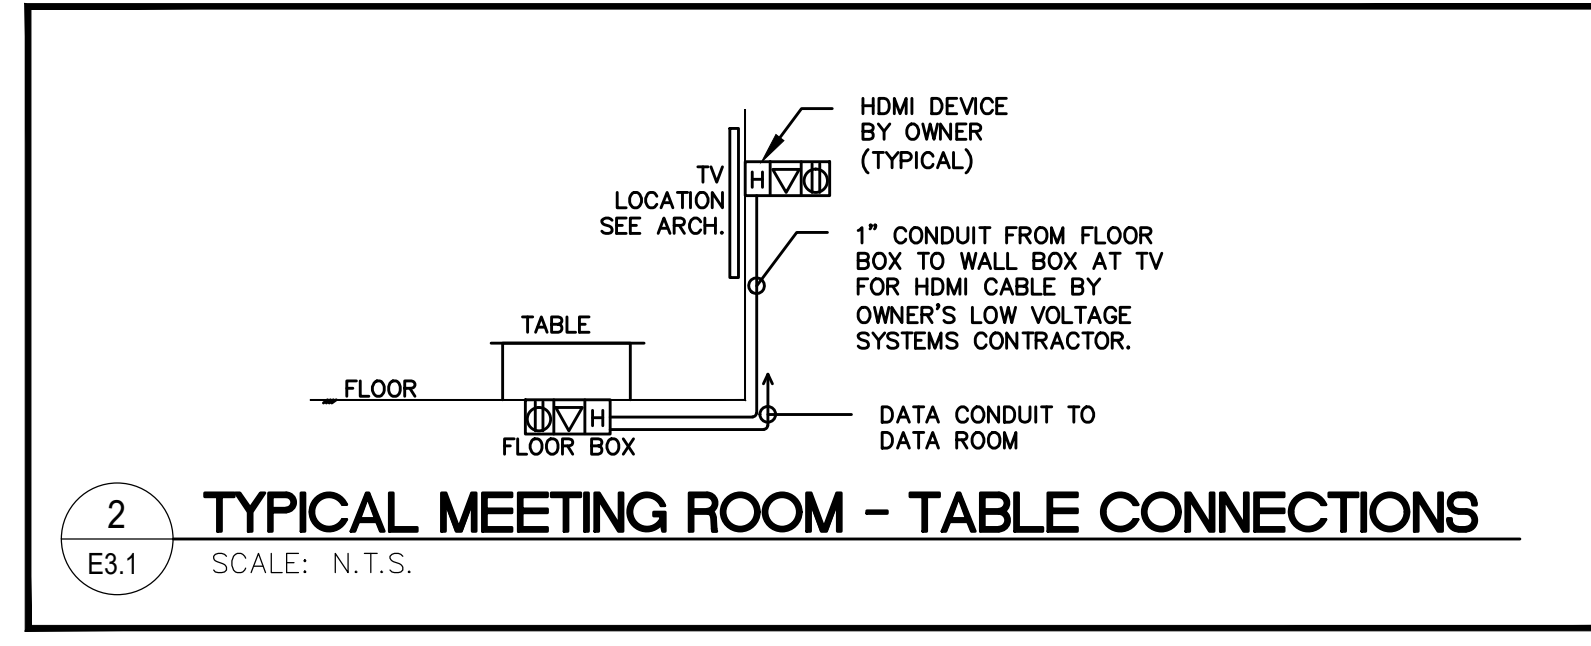 HDMI DEVICE
BY OWNER
(TYPICAL)
TV
LOCATION
SEE ARCH.
H
1” CONDUIT FROM FLOOR
BOX TO WALL BOX AT TV
FOR HDMI CABLE BY
OWNER'S LOW VOLTAGE
SYSTEMS CONTRACTOR.
TABLE
FLOOR
H
FLOOR BOX
DATA CONDUIT TO
DATA ROOM
2
E3.1
TYPICAL MEETING ROOM - TABLE CONNECTIONS
SCALE: N.T.S.